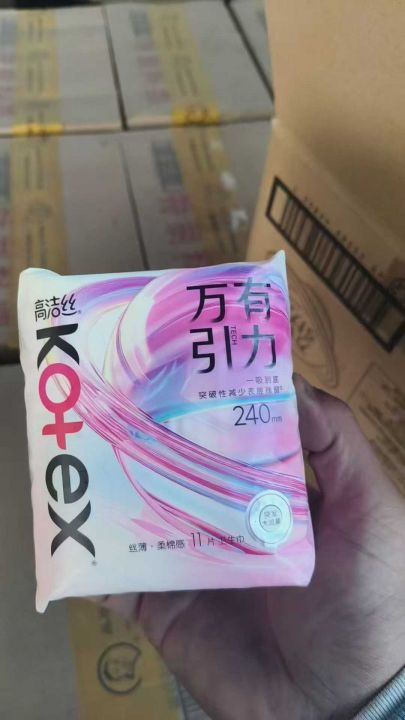 高洁丝®
Kotex®
万有
TECH
引力
一吸到底
突破性减少表层残留
240mm
丝薄·柔棉感 11片卫生巾